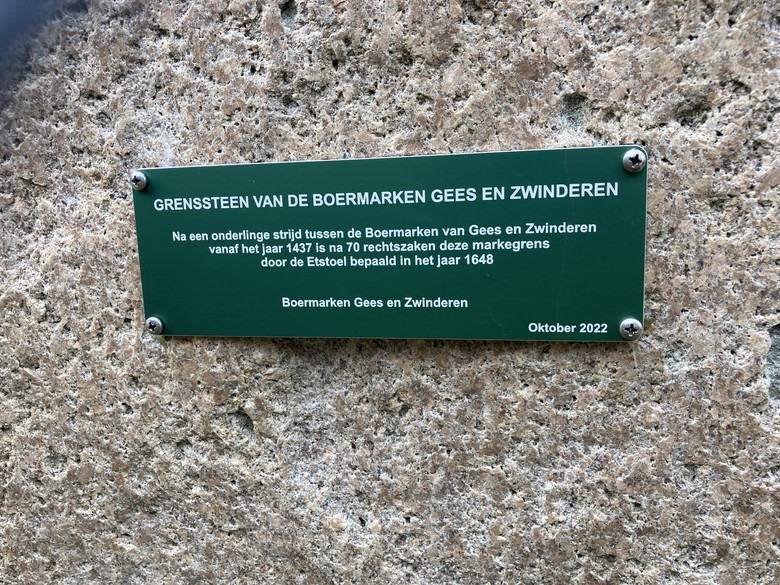 GRENSSTEEN VAN DE BOERMARKEN GEES EN ZWINDEREN
Na een onderlinge strijd tussen de Boermarken van Gees en Zwinderen
vanaf het jaar 1437 is na 70 rechtszaken deze markegrens
door de Etstoel bepaald in het jaar 1648
Boermarken Gees en Zwinderen
Oktober 2022